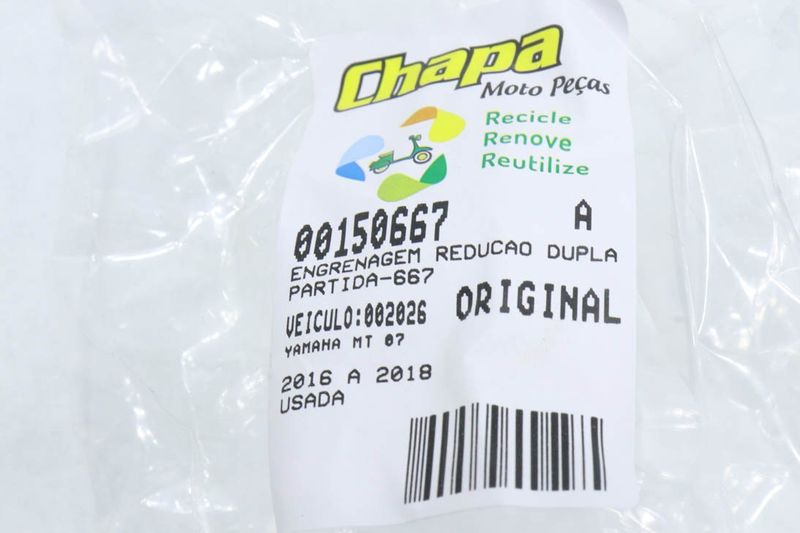 Chapa
Moto Peças
Recicle
Renove
Reutilize
00150667 A
ENGRENAGEM REDUCAO DUPLA
PARTIDA-667
VEICULO:002026 ORIGINAL
YAMAHA MT 07
2016 A 2018
USADA